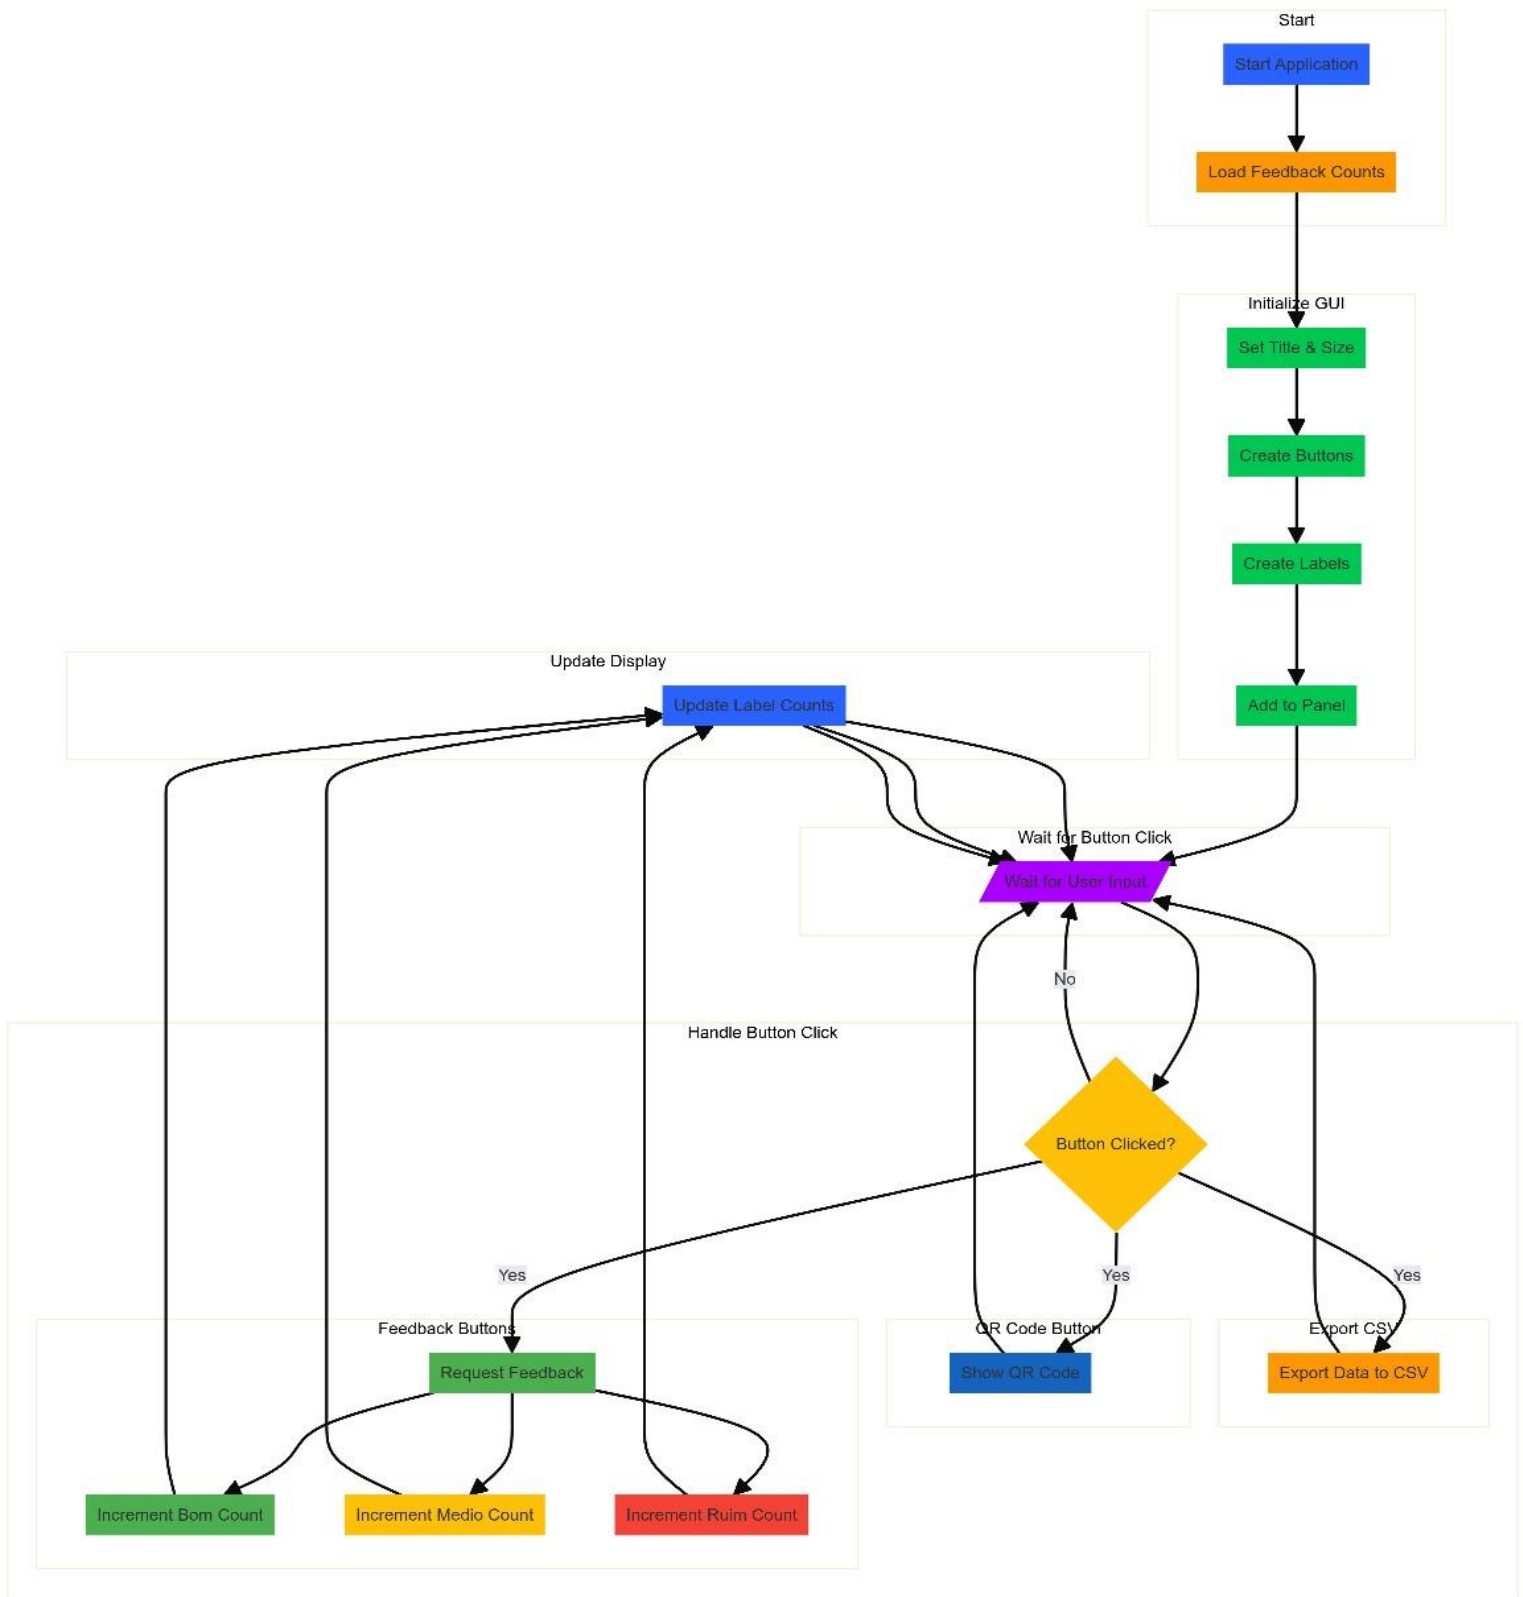 Start
Start Application
Load Feedback Counts
Initialize GUI
Set Title & Size
Create Buttons
Create Labels
Update Display
Update Label Counts
Add to Panel
Wait for Button Click
Wait for User Input
No
Handle Button Click
Button Clicked?
Yes
Yes
Yes
Feedback Buttons
QR Code Button
Export CSV
Request Feedback
Show QR Code
Export Data to CSV
Increment Bom Count
Increment Medio Count
Increment Ruim Count